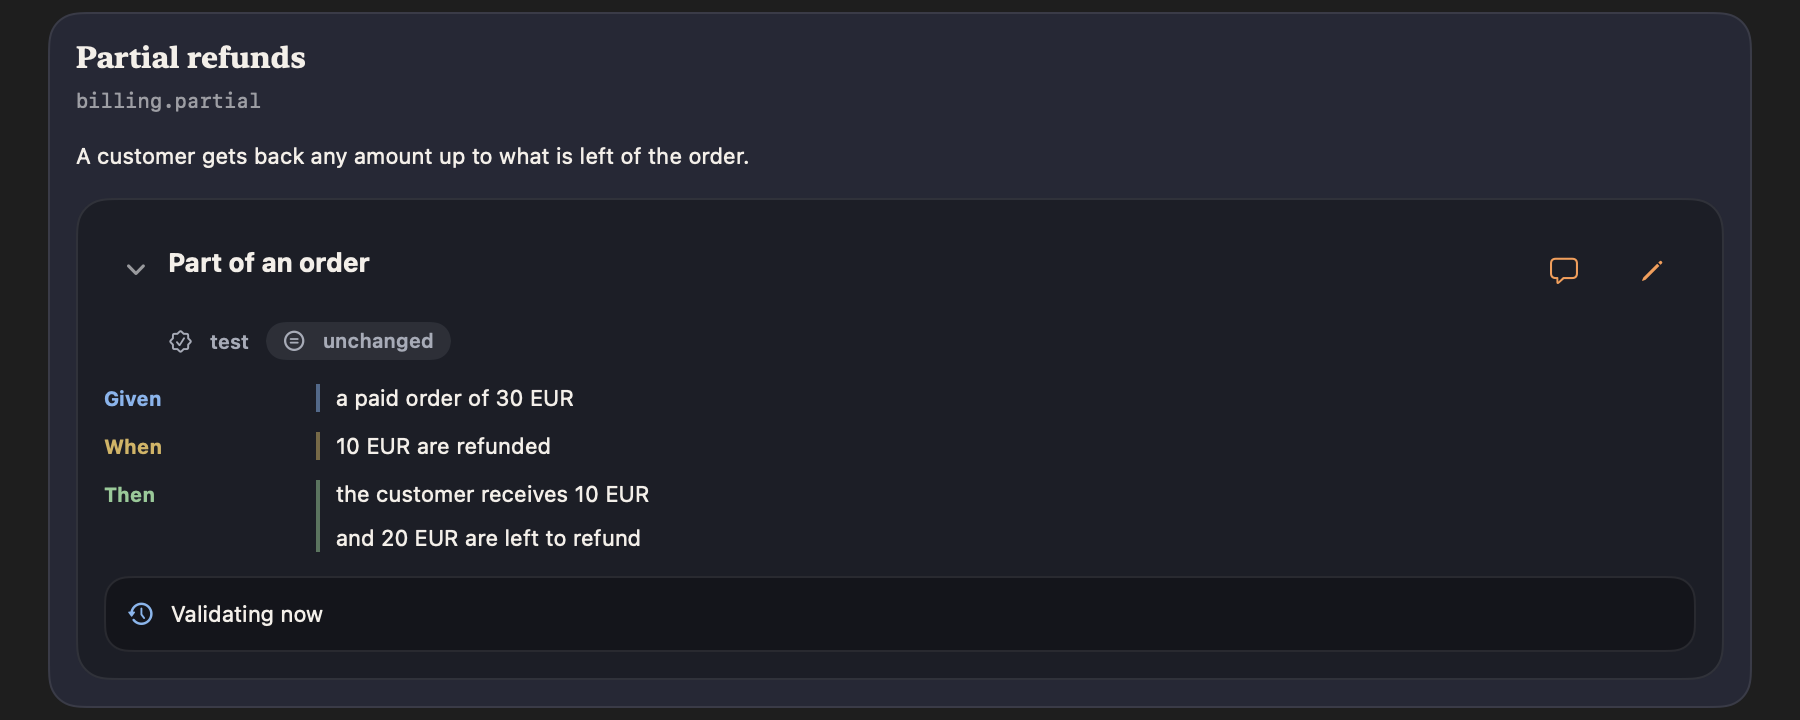 Partial refunds
billing.partial
A customer gets back any amount up to what is left of the order.
Part of an order
test unchanged
Given a paid order of 30 EUR
When 10 EUR are refunded
Then the customer receives 10 EUR
and 20 EUR are left to refund
Validating now